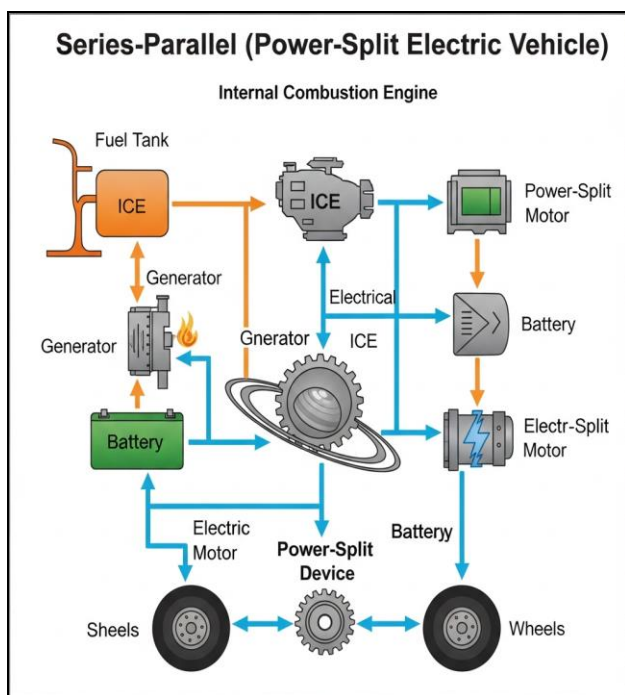 Series-Parallel (Power-Split Electric Vehicle)
Internal Combustion Engine
Fuel Tank
ICE
ICE
Power-Split
Motor
Generator
Electrical
Generator
Gnerator
ICE
Battery
Battery
Electr-Split
Motor
Electric
Motor
Power-Split
Device
Battery
Sheels
Wheels